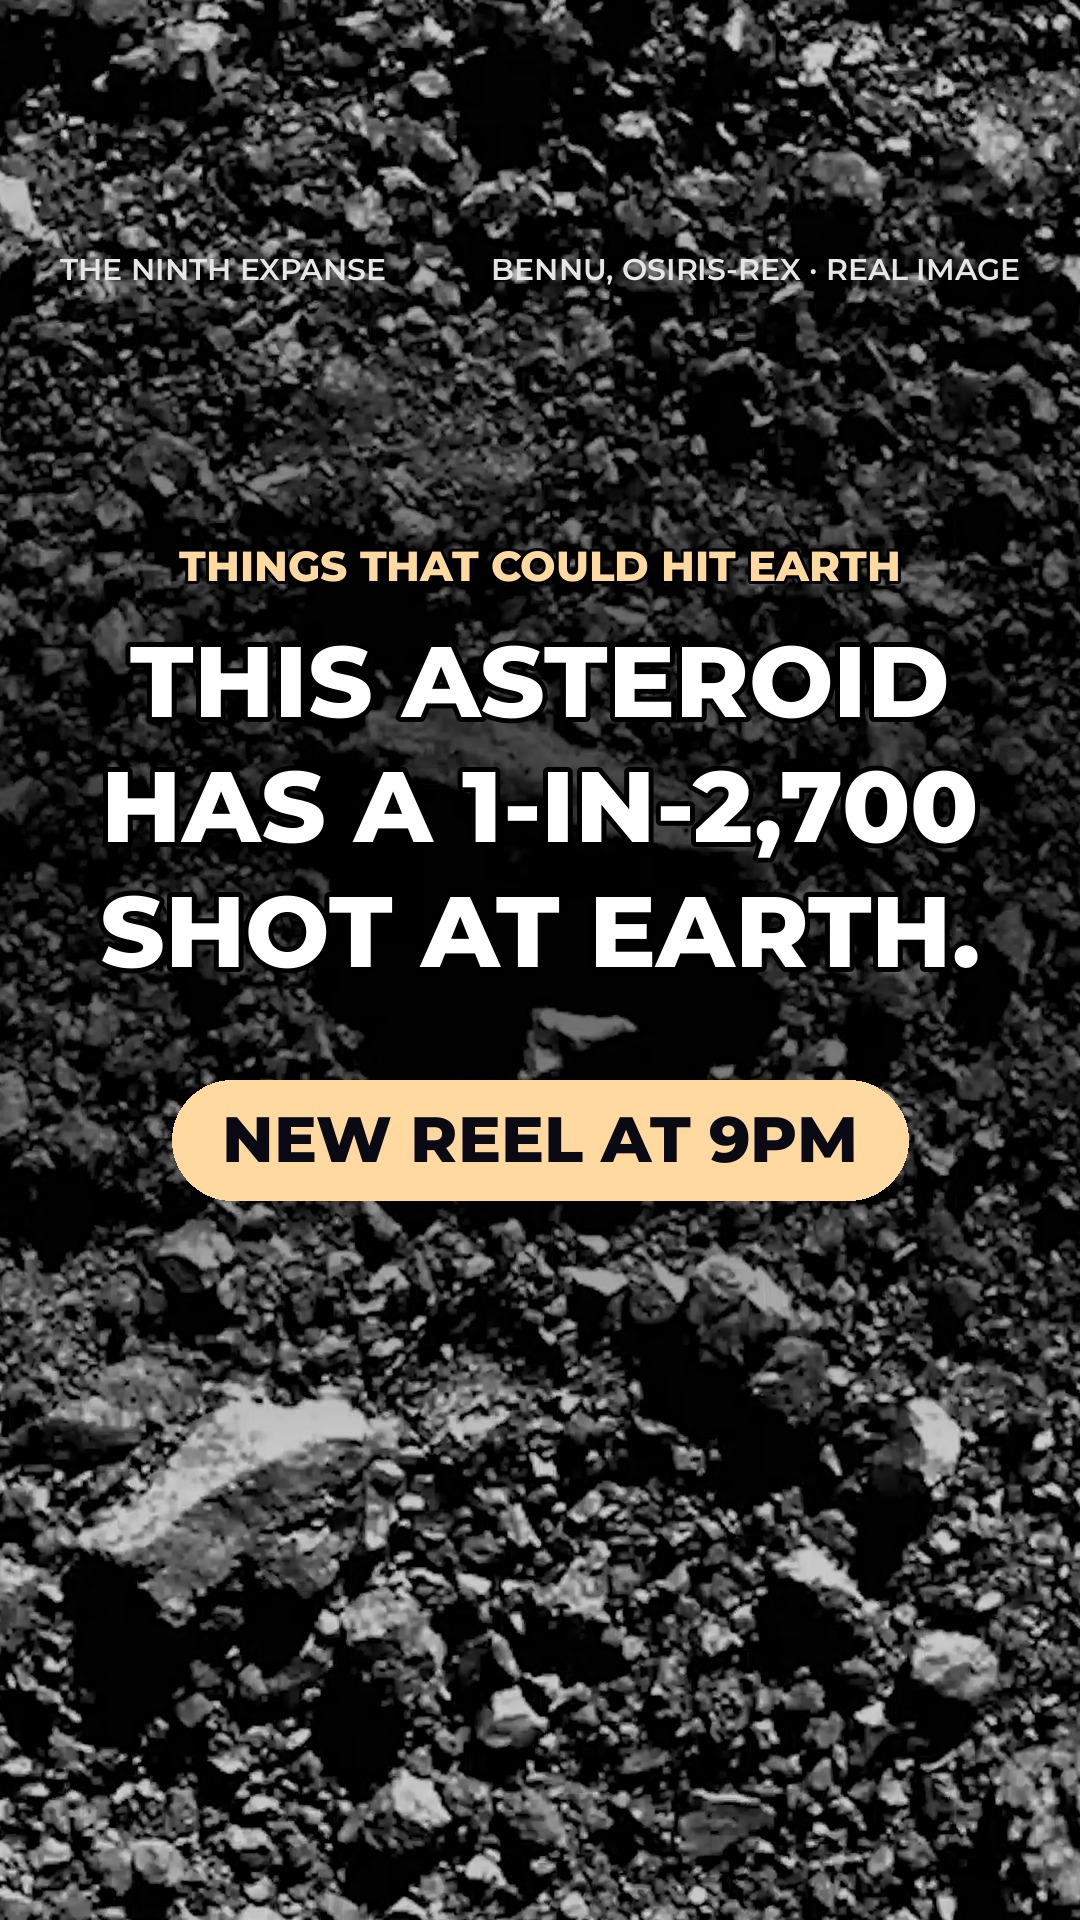 THE NINTH EXPANSE
BENNU, OSIRIS-REX · REAL IMAGE
THINGS THAT COULD HIT EARTH
THIS ASTEROID
HAS A 1-IN-2,700
SHOT AT EARTH.
NEW REEL AT 9PM